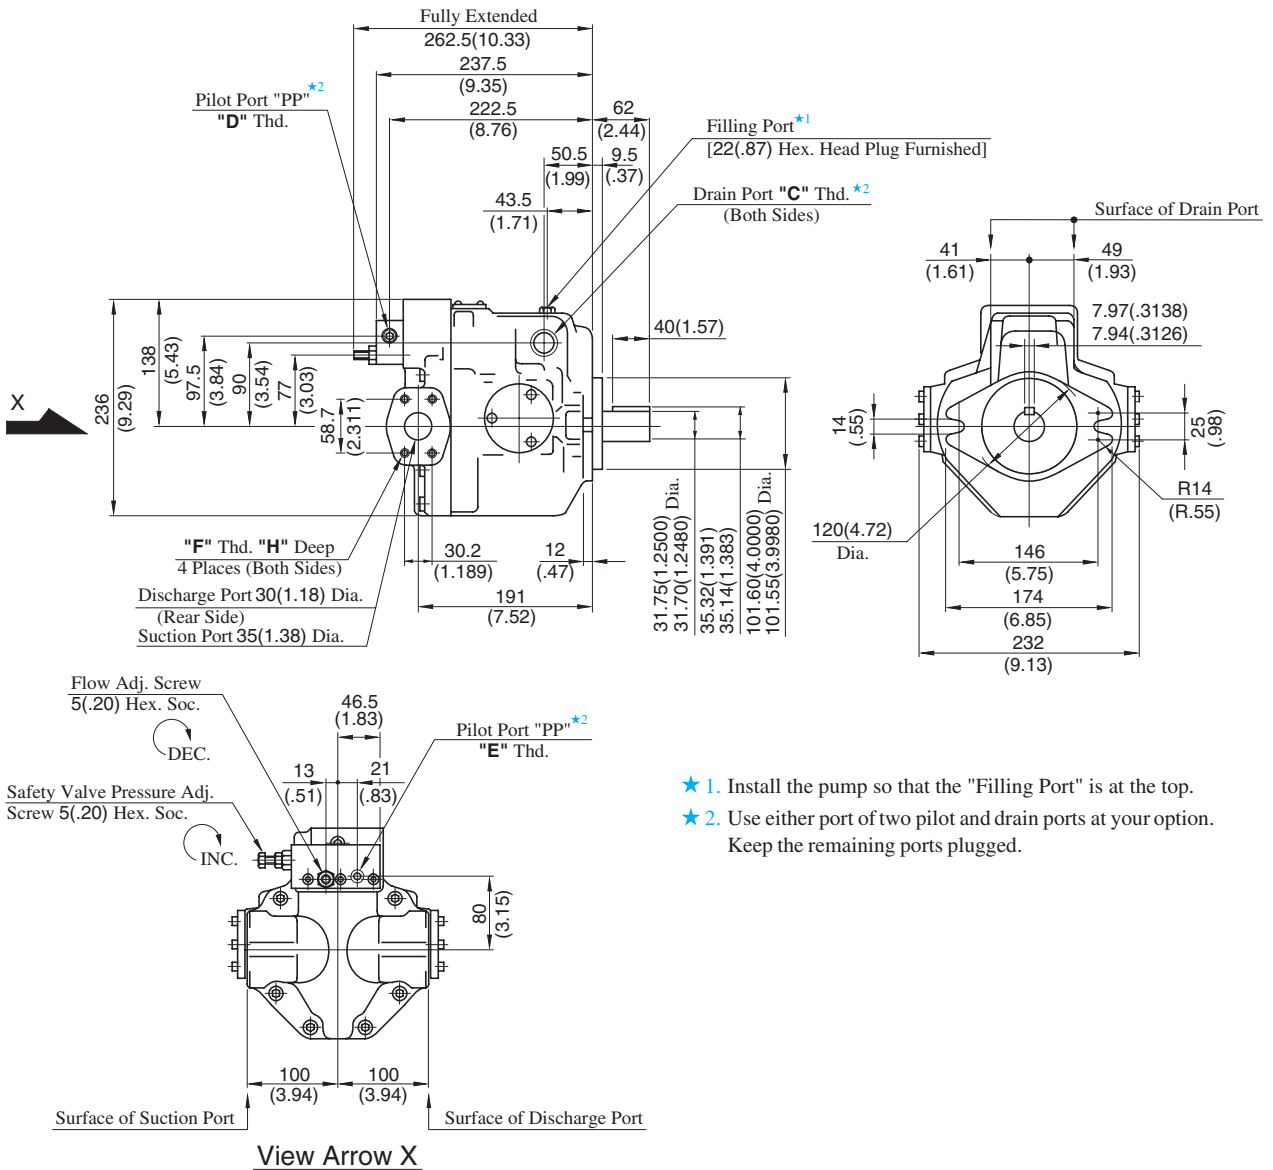 Fully Extended
262.5(10.33)
237.5
(9.35)
Pilot Port "PP"★2
"D" Thd.
222.5
(8.76)
62
(2.44)
Filling Port★1
[22(.87) Hex. Head Plug Furnished]
50.5
(1.99)
9.5
(.37)
43.5
(1.71)
Drain Port "C" Thd.★2
(Both Sides)
Surface of Drain Port
41
(1.61)
49
(1.93)
7.97(.3138)
7.94(.3126)
40(1.57)
X
236
(9.29)
138
(5.43)
97.5
(3.84)
90
(3.54)
77
(3.03)
58.7
(2.311)
14
(.55)
25
(.98)
R14
(R.55)
120(4.72)
Dia.
146
(5.75)
174
(6.85)
232
(9.13)
31.75(1.2500) Dia.
31.70(1.2480)
35.32(1.391)
35.14(1.383)
101.60(4.0000) Dia.
101.55(3.9980)
"F" Thd. "H" Deep
4 Places (Both Sides)
30.2
(1.189)
12
(.47)
Discharge Port 30(1.18) Dia.
(Rear Side)
Suction Port 35(1.38) Dia.
191
(7.52)
Flow Adj. Screw
5(.20) Hex. Soc.
DEC.
46.5
(1.83)
Pilot Port "PP"★2
"E" Thd.
13
(.51)
21
(.83)
Safety Valve Pressure Adj.
Screw 5(.20) Hex. Soc.
INC.
80
(3.15)
100
(3.94)
100
(3.94)
Surface of Suction Port
Surface of Discharge Port
View Arrow X
★ 1. Install the pump so that the "Filling Port" is at the top.
★ 2. Use either port of two pilot and drain ports at your option.
Keep the remaining ports plugged.